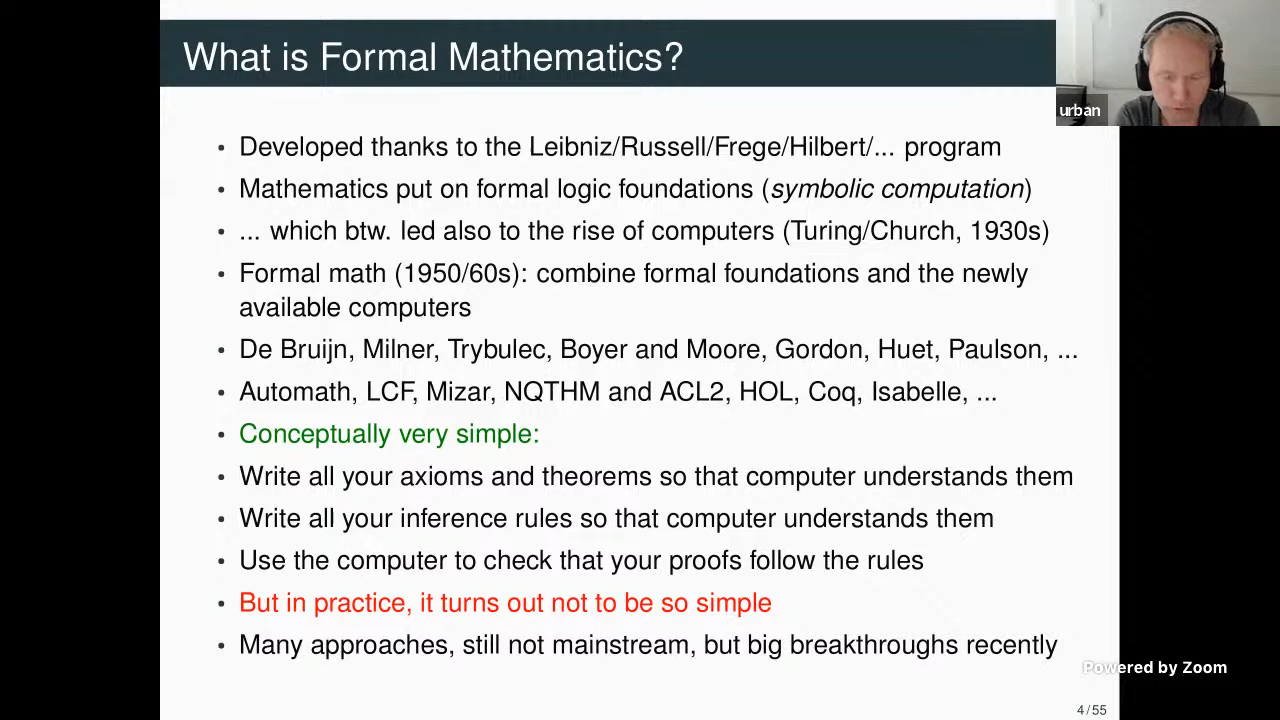 What is Formal Mathematics?
urban
• Developed thanks to the Leibniz/Russell/Frege/Hilbert/... program
• Mathematics put on formal logic foundations (symbolic computation)
• ... which btw. led also to the rise of computers (Turing/Church, 1930s)
• Formal math (1950/60s): combine formal foundations and the newly
available computers
• De Bruijn, Milner, Trybulec, Boyer and Moore, Gordon, Huet, Paulson, ...
• Automath, LCF, Mizar, NQTHM and ACL2, HOL, Coq, Isabelle, ...
• Conceptually very simple:
• Write all your axioms and theorems so that computer understands them
• Write all your inference rules so that computer understands them
• Use the computer to check that your proofs follow the rules
• But in practice, it turns out not to be so simple
• Many approaches, still not mainstream, but big breakthroughs recently
Powered by Zoom
4/55